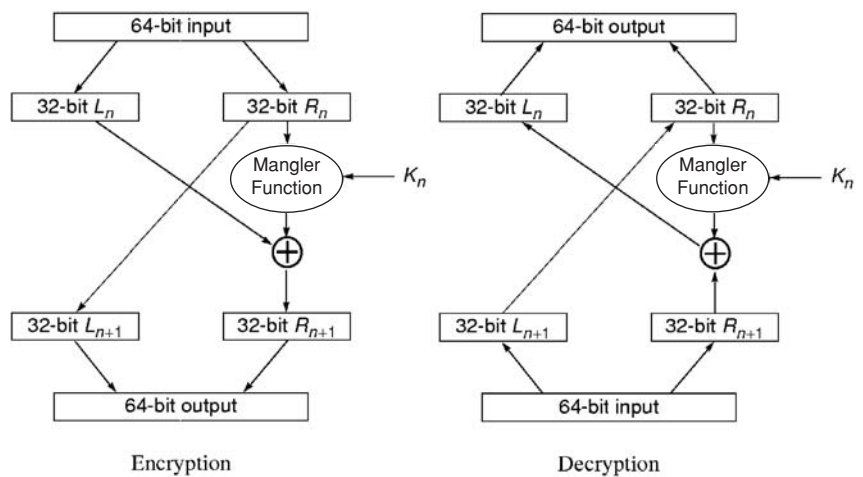 64-bit input
32-bit Lₙ
32-bit Rₙ
Mangler
Function
Kₙ
32-bit Lₙ₊₁
32-bit Rₙ₊₁
64-bit output
Encryption
64-bit output
32-bit Lₙ
32-bit Rₙ
Mangler
Function
Kₙ
32-bit Lₙ₊₁
32-bit Rₙ₊₁
64-bit input
Decryption